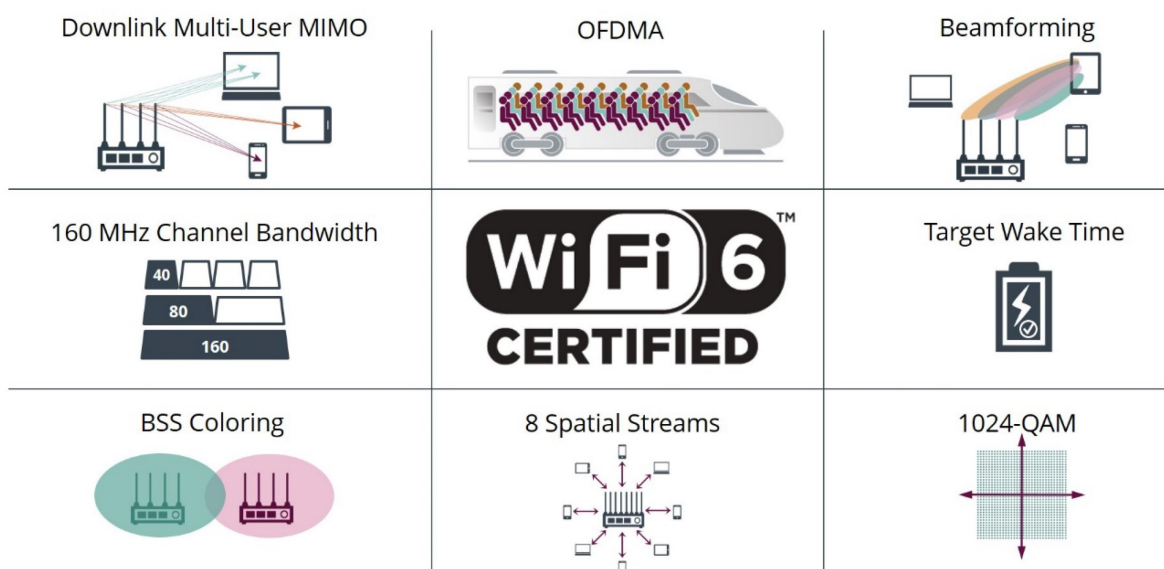 Downlink Multi-User MIMO
OFDMA
Beamforming
160 MHz Channel Bandwidth
40
80
160
Wi Fi 6 ™
CERTIFIED
Target Wake Time
BSS Coloring
8 Spatial Streams
1024-QAM